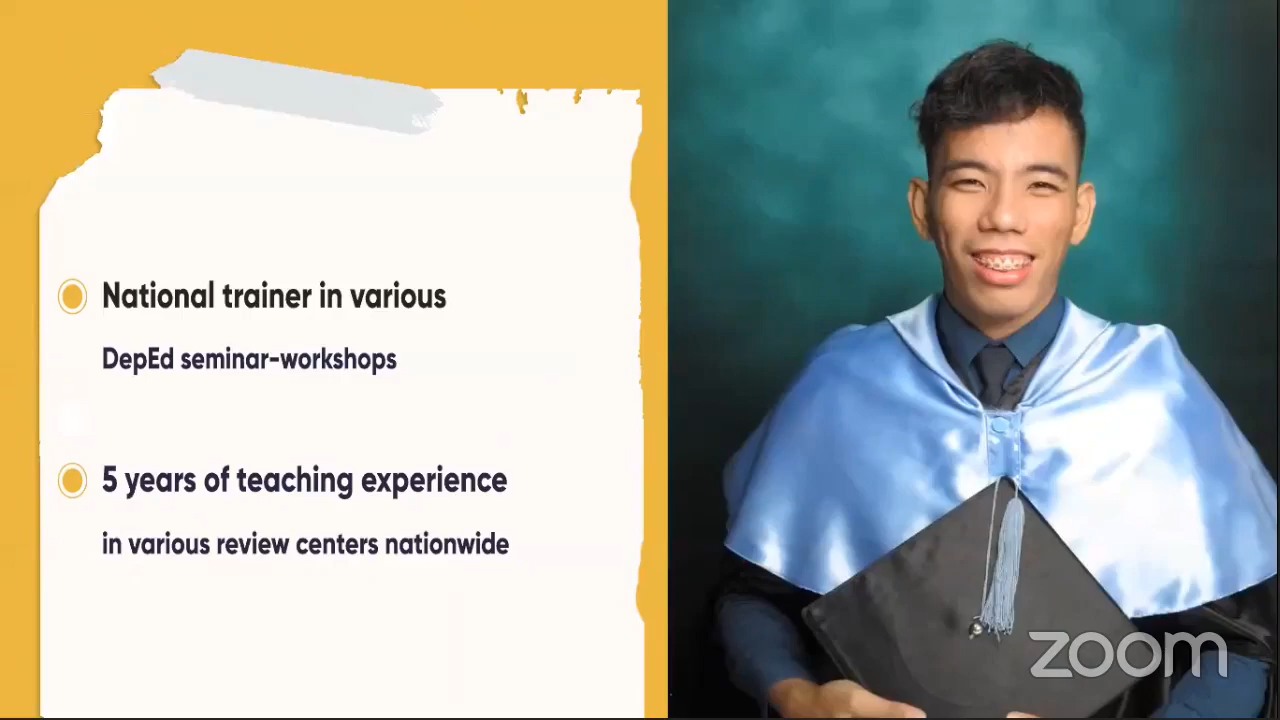 National trainer in various
DepEd seminar-workshops
5 years of teaching experience
in various review centers nationwide
zoom